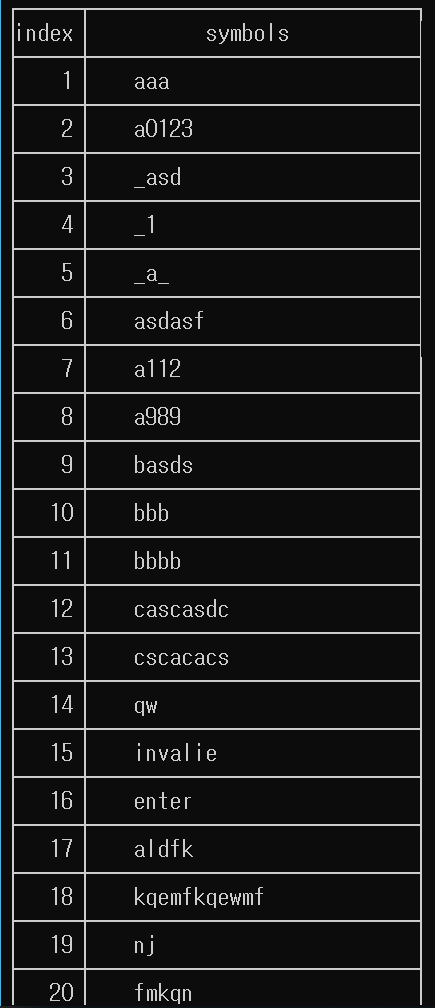 index symbols
1 aaa
2 a0123
3 _asd
4 _1
5 _a_
6 asdasf
7 a112
8 a989
9 basds
10 bbb
11 bbbb
12 cascasdc
13 cscacacs
14 qw
15 invalie
16 enter
17 aldfk
18 kqemfkqewmf
19 nj
20 fmkqn